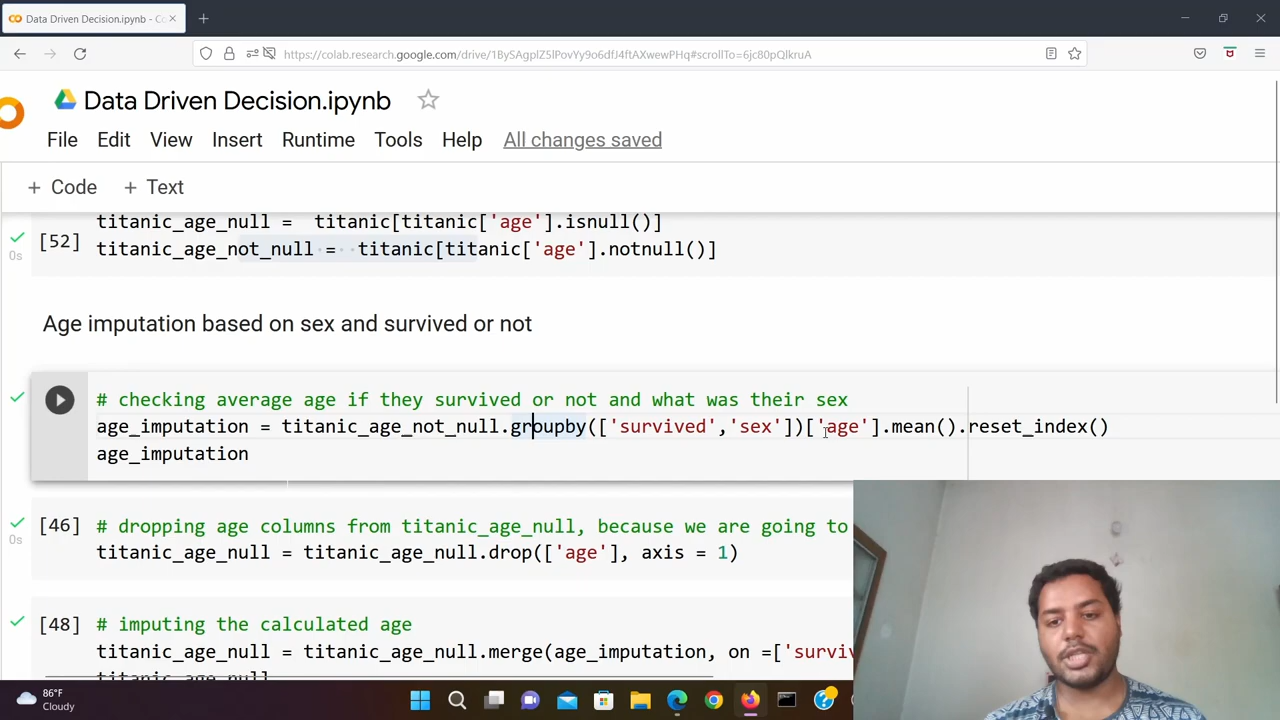 Data Driven Decision.ipynb - Co
https://colab.research.google.com/drive/1BySAgplZ5lPovYy9o6dfJ4ftAXwewPHq#scrollTo=6jc80pQlkruA
Data Driven Decision.ipynb
File Edit View Insert Runtime Tools Help All changes saved
+ Code + Text
titanic_age_null = titanic[titanic['age'].isnull()]
[52]
0s
titanic_age_not_null = titanic[titanic['age'].notnull()]
Age imputation based on sex and survived or not
# checking average age if they survived or not and what was their sex
age_imputation = titanic_age_not_null.groupby(['survived','sex'])['age'].mean().reset_index()
age_imputation
[46] # dropping age columns from titanic_age_null, because we are going to
0s
titanic_age_null = titanic_age_null.drop(['age'], axis = 1)
[48] # imputing the calculated age
titanic_age_null = titanic_age_null.merge(age_imputation, on =['surviv
titanic_age_null
86°F
Cloudy